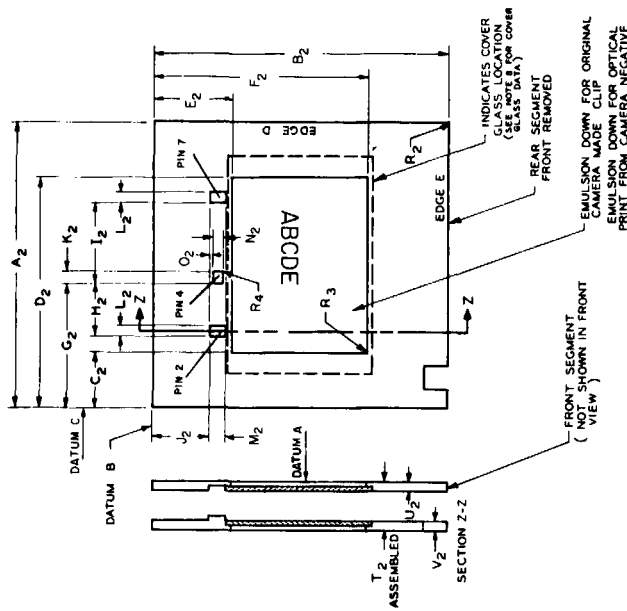 A2
D2
G2
K2
C2
H2
L2
I2
L2
Z
PIN 2
PIN 4
PIN 7
O2
N2
R4
ABCDE
R3
EDGE D
EDGE E
R2
Z
E2
F2
B2
DATUM C
DATUM B
J2
M2
DATUM A
T2
ASSEMBLED
U2
V2
SECTION Z-Z
FRONT SEGMENT
(NOT SHOWN IN FRONT
VIEW)
INDICATES COVER
GLASS LOCATION
(SEE NOTE 8 FOR COVER
GLASS DATA)
REAR SEGMENT
FRONT REMOVED
EMULSION DOWN FOR ORIGINAL
CAMERA MADE CLIP
EMULSION DOWN FOR OPTICAL
PRINT FROM CAMERA NEGATIVE